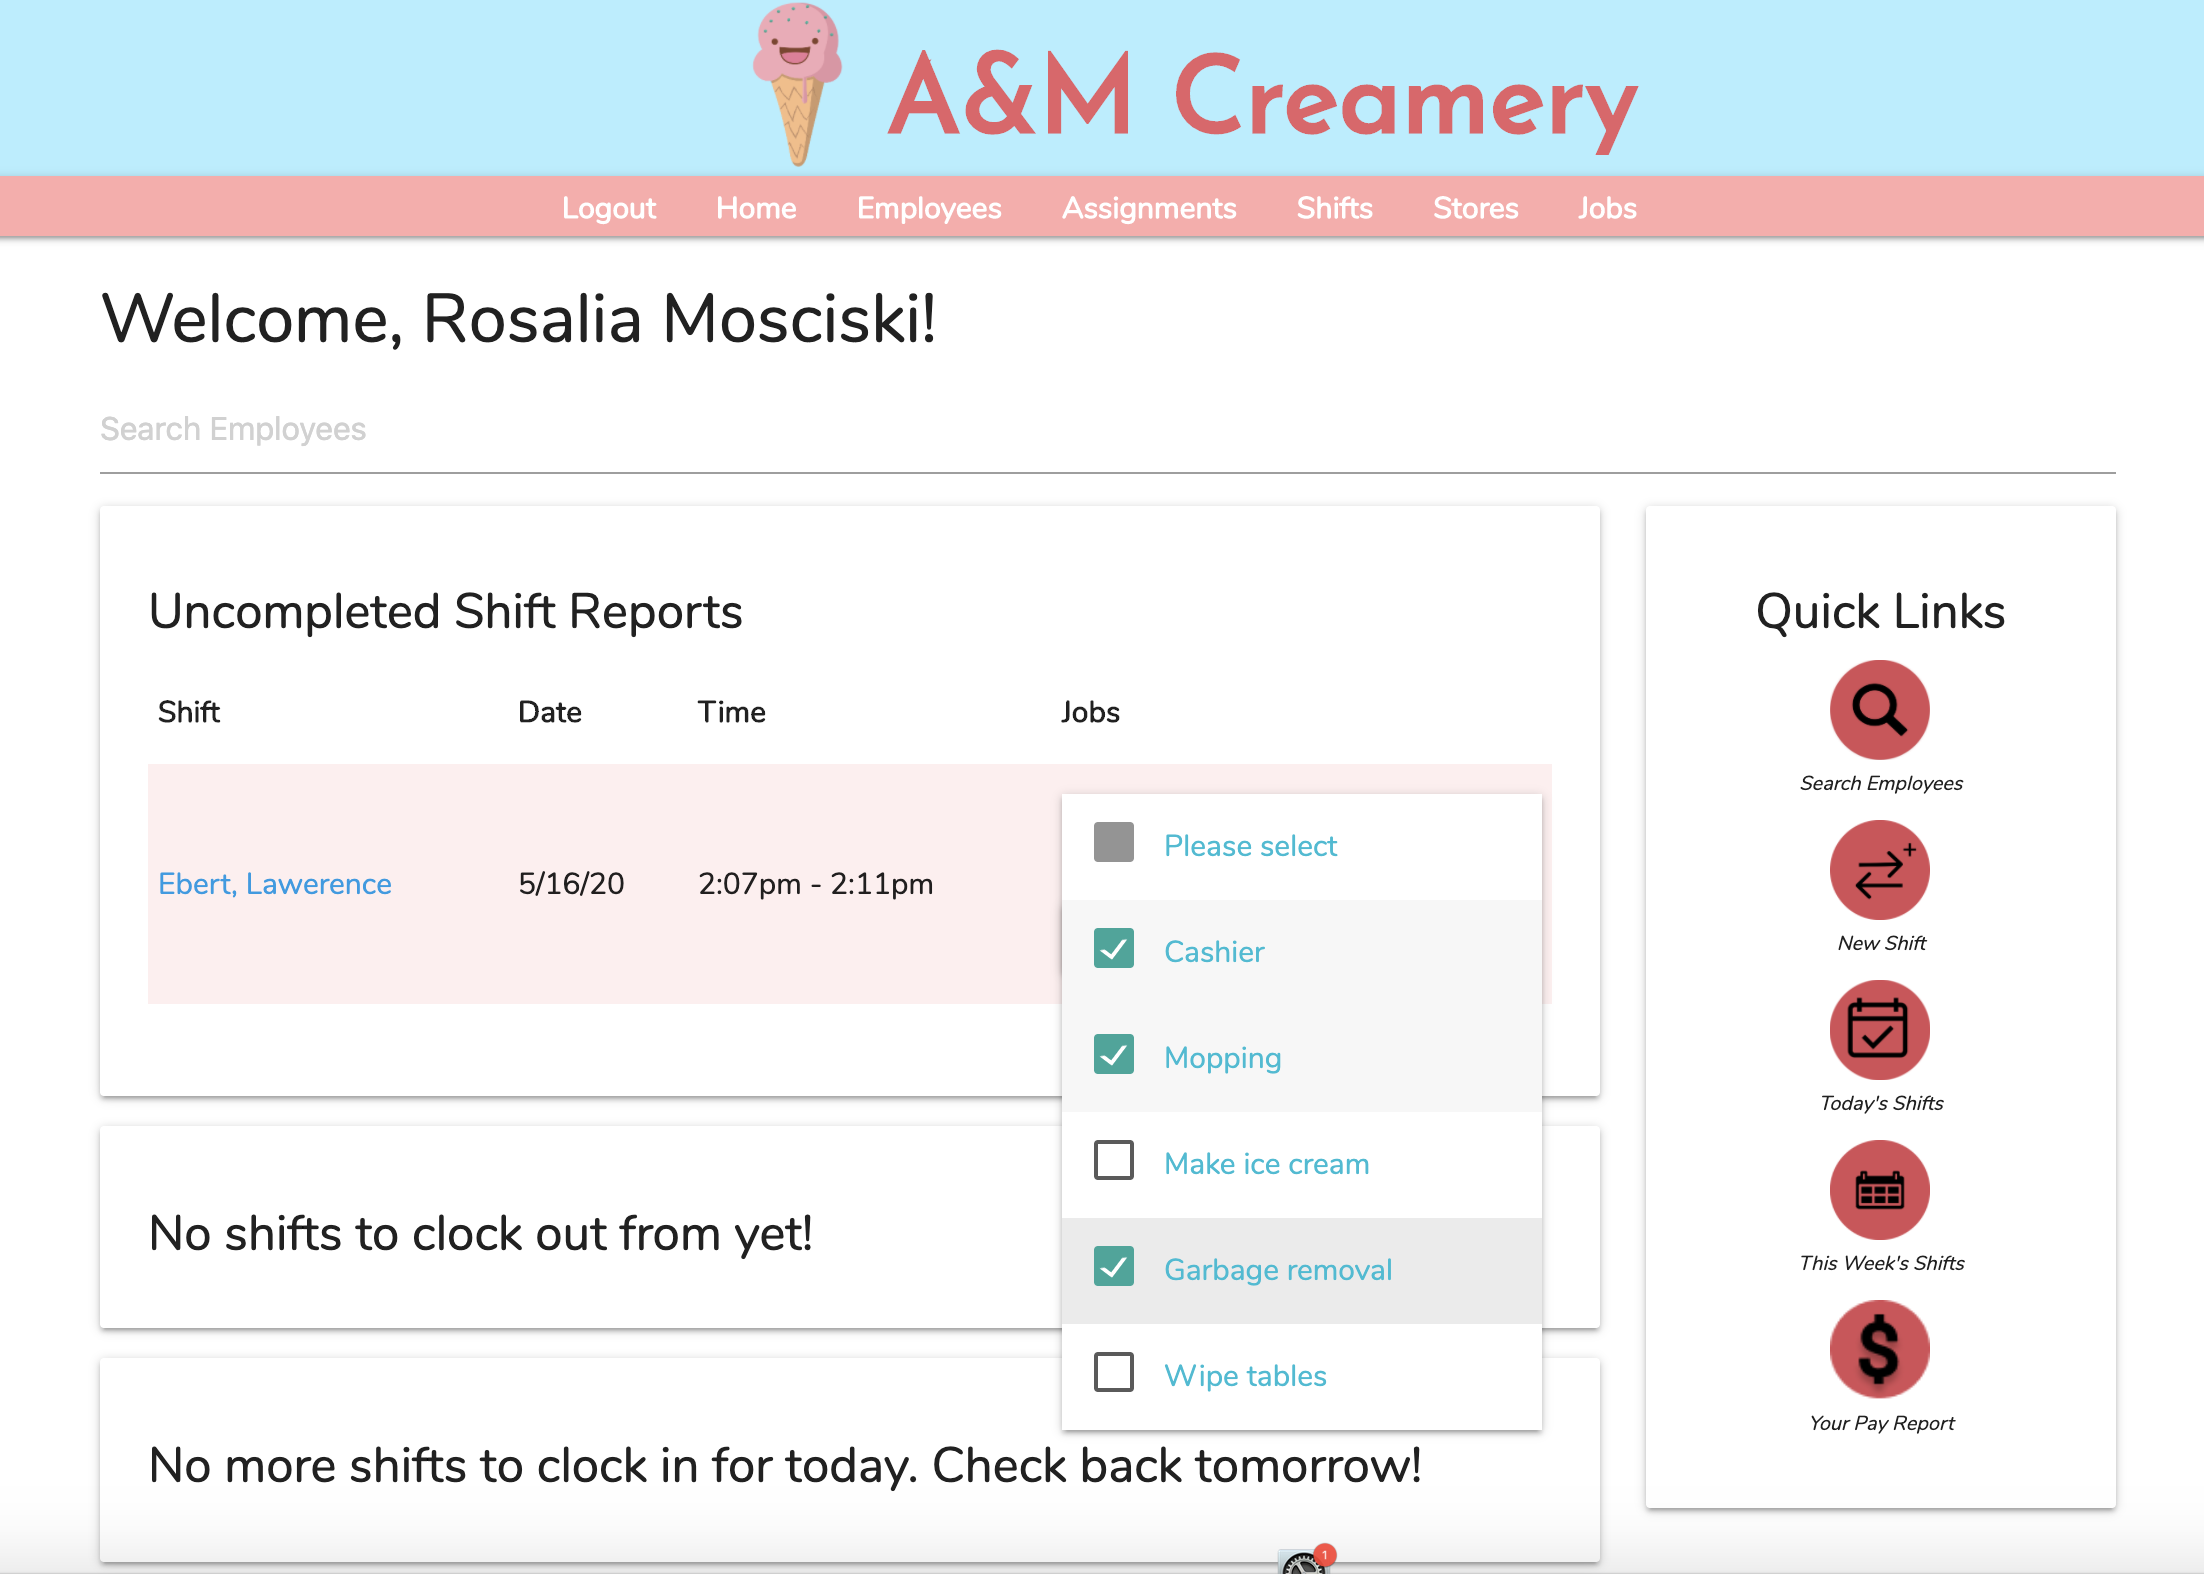 A&M Creamery
Logout Home Employees Assignments Shifts Stores Jobs
Welcome, Rosalia Mosciski!
Search Employees
Uncompleted Shift Reports
Shift Date Time Jobs
Ebert, Lawerence 5/16/20 2:07pm - 2:11pm
Please select
Cashier
Mopping
Make ice cream
Garbage removal
Wipe tables
No shifts to clock out from yet!
No more shifts to clock in for today. Check back tomorrow!
Quick Links
Search Employees
New Shift
Today's Shifts
This Week's Shifts
$
Your Pay Report
1